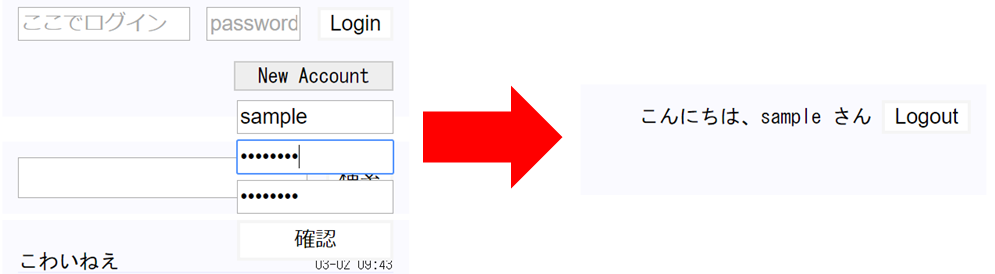 ここでログイン password Login
New Account
sample
••••••••
••••••••
確認
こわいねえ 03-02 09:43
こんにちは、sample さん Logout